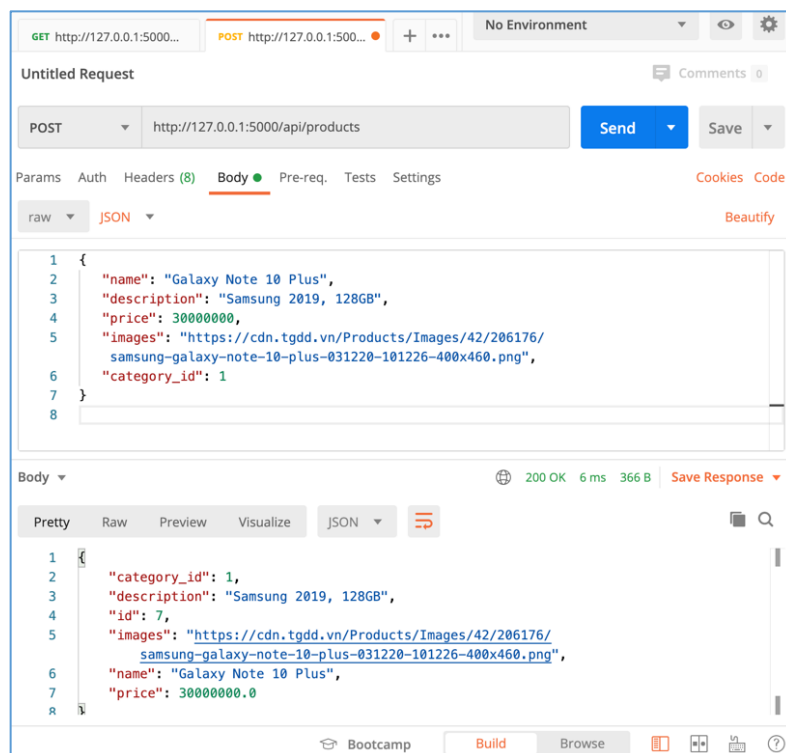 GET http://127.0.0.1:5000...
POST http://127.0.0.1:500...
No Environment
Untitled Request
Comments 0
POST
http://127.0.0.1:5000/api/products
Send
Save
Params Auth Headers (8) Body Pre-req. Tests Settings Cookies Code
raw JSON Beautify
1 {
2 "name": "Galaxy Note 10 Plus",
3 "description": "Samsung 2019, 128GB",
4 "price": 30000000,
5 "images": "https://cdn.tgdd.vn/Products/Images/42/206176/
samsung-galaxy-note-10-plus-031220-101226-400x460.png",
6 "category_id": 1
7 }
8
Body 200 OK 6 ms 366 B Save Response
Pretty Raw Preview Visualize JSON
1 {
2 "category_id": 1,
3 "description": "Samsung 2019, 128GB",
4 "id": 7,
5 "images": "https://cdn.tgdd.vn/Products/Images/42/206176/
samsung-galaxy-note-10-plus-031220-101226-400x460.png",
6 "name": "Galaxy Note 10 Plus",
7 "price": 30000000.0
8 }
Bootcamp Build Browse